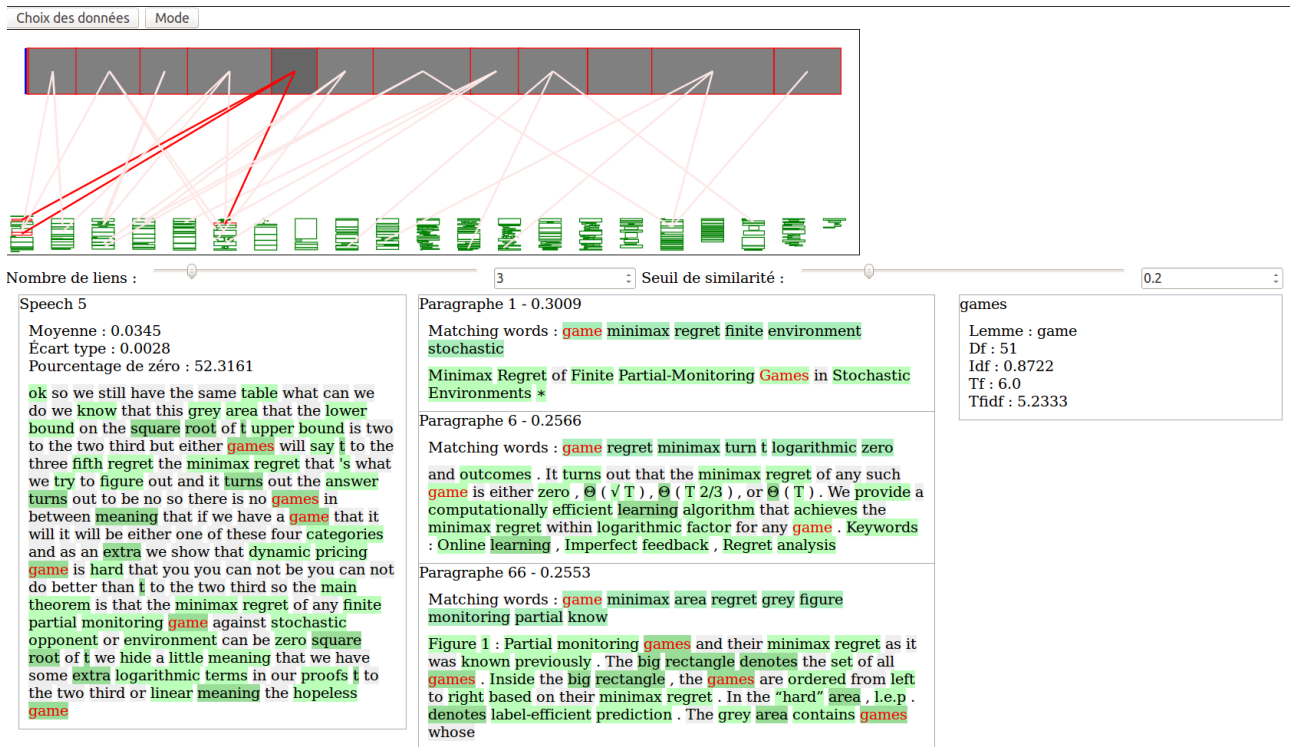 Choix des données Mode
Nombre de liens : 3 Seuil de similarité : 0.2
Speech 5
Moyenne : 0.0345
Écart type : 0.0028
Pourcentage de zéro : 52.3161
ok so we still have the same table what can we
do we know that this grey area that the lower
bound on the square root of t upper bound is two
to the two third but either games will say t to the
three fifth regret the minimax regret that 's what
we try to figure out and it turns out the answer
turns out to be no so there is no games in
between meaning that if we have a game that it
will it will be either one of these four categories
and as an extra we show that dynamic pricing
game is hard that you you can not be you can not
do better than t to the two third so the main
theorem is that the minimax regret of any finite
partial monitoring game against stochastic
opponent or environment can be zero square
root of t we hide a little meaning that we have
some extra logarithmic terms in our proofs t to
the two third or linear meaning the hopeless
game
Paragraphe 1 - 0.3009
Matching words : game minimax regret finite environment
stochastic
Minimax Regret of Finite Partial-Monitoring Games in Stochastic
Environments ∗
Paragraphe 6 - 0.2566
Matching words : game regret minimax turn t logarithmic zero
and outcomes . It turns out that the minimax regret of any such
game is either zero , Θ ( √ T ) , Θ ( T 2/3 ) , or Θ ( T ) . We provide a
computationally efficient learning algorithm that achieves the
minimax regret within logarithmic factor for any game . Keywords
: Online learning , Imperfect feedback , Regret analysis
Paragraphe 66 - 0.2553
Matching words : game minimax area regret grey figure
monitoring partial know
Figure 1 : Partial monitoring games and their minimax regret as it
was known previously . The big rectangle denotes the set of all
games . Inside the big rectangle , the games are ordered from left
to right based on their minimax regret . In the “hard” area , l.e.p .
denotes label-efficient prediction . The grey area contains games
whose
games
Lemme : game
Df : 51
Idf : 0.8722
Tf : 6.0
Tfidf : 5.2333